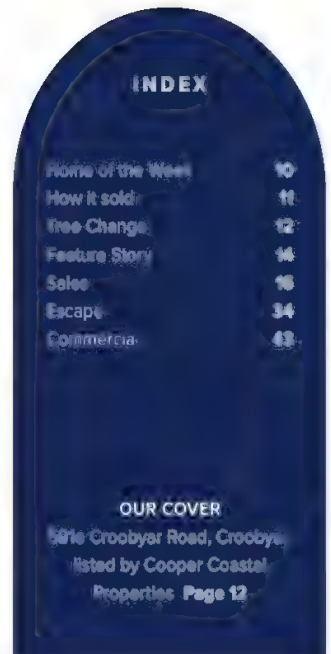 INDEX
Home of the Week 10
How it sold 11
Tree Change 12
Feature Story 14
Sales 16
Escape 34
Commercial 43
OUR COVER
Croobyar Road,
listed by Cooper Coastal
Properties Page 12